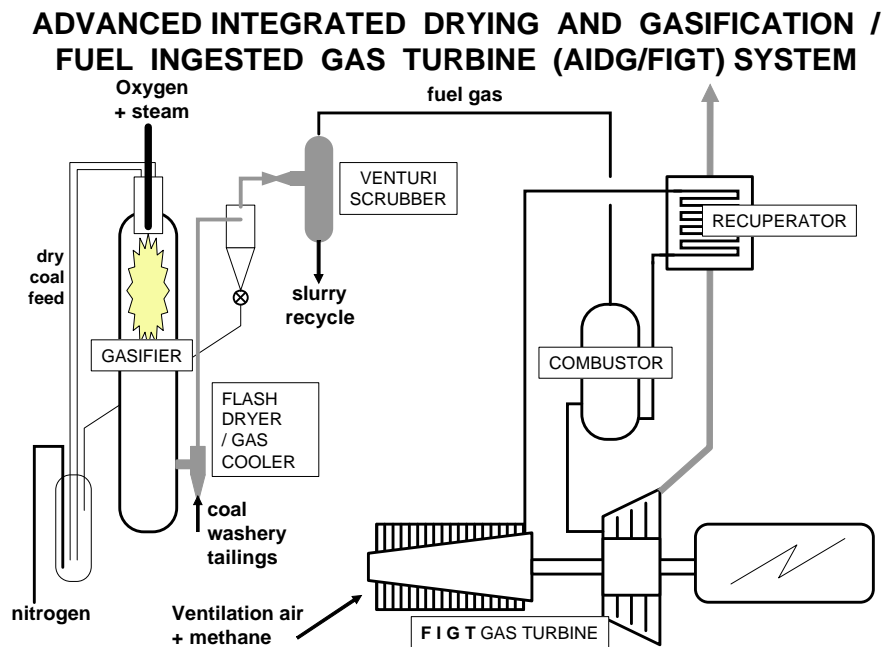 ADVANCED INTEGRATED DRYING AND GASIFICATION /
FUEL INGESTED GAS TURBINE (AIDG/FIGT) SYSTEM
Oxygen
+ steam
fuel gas
VENTURI
SCRUBBER
RECUPERATOR
dry
coal
feed
slurry
recycle
GASIFIER
COMBUSTOR
FLASH
DRYER
/ GAS
COOLER
coal
washery
tailings
nitrogen
Ventilation air
+ methane
F I G T GAS TURBINE